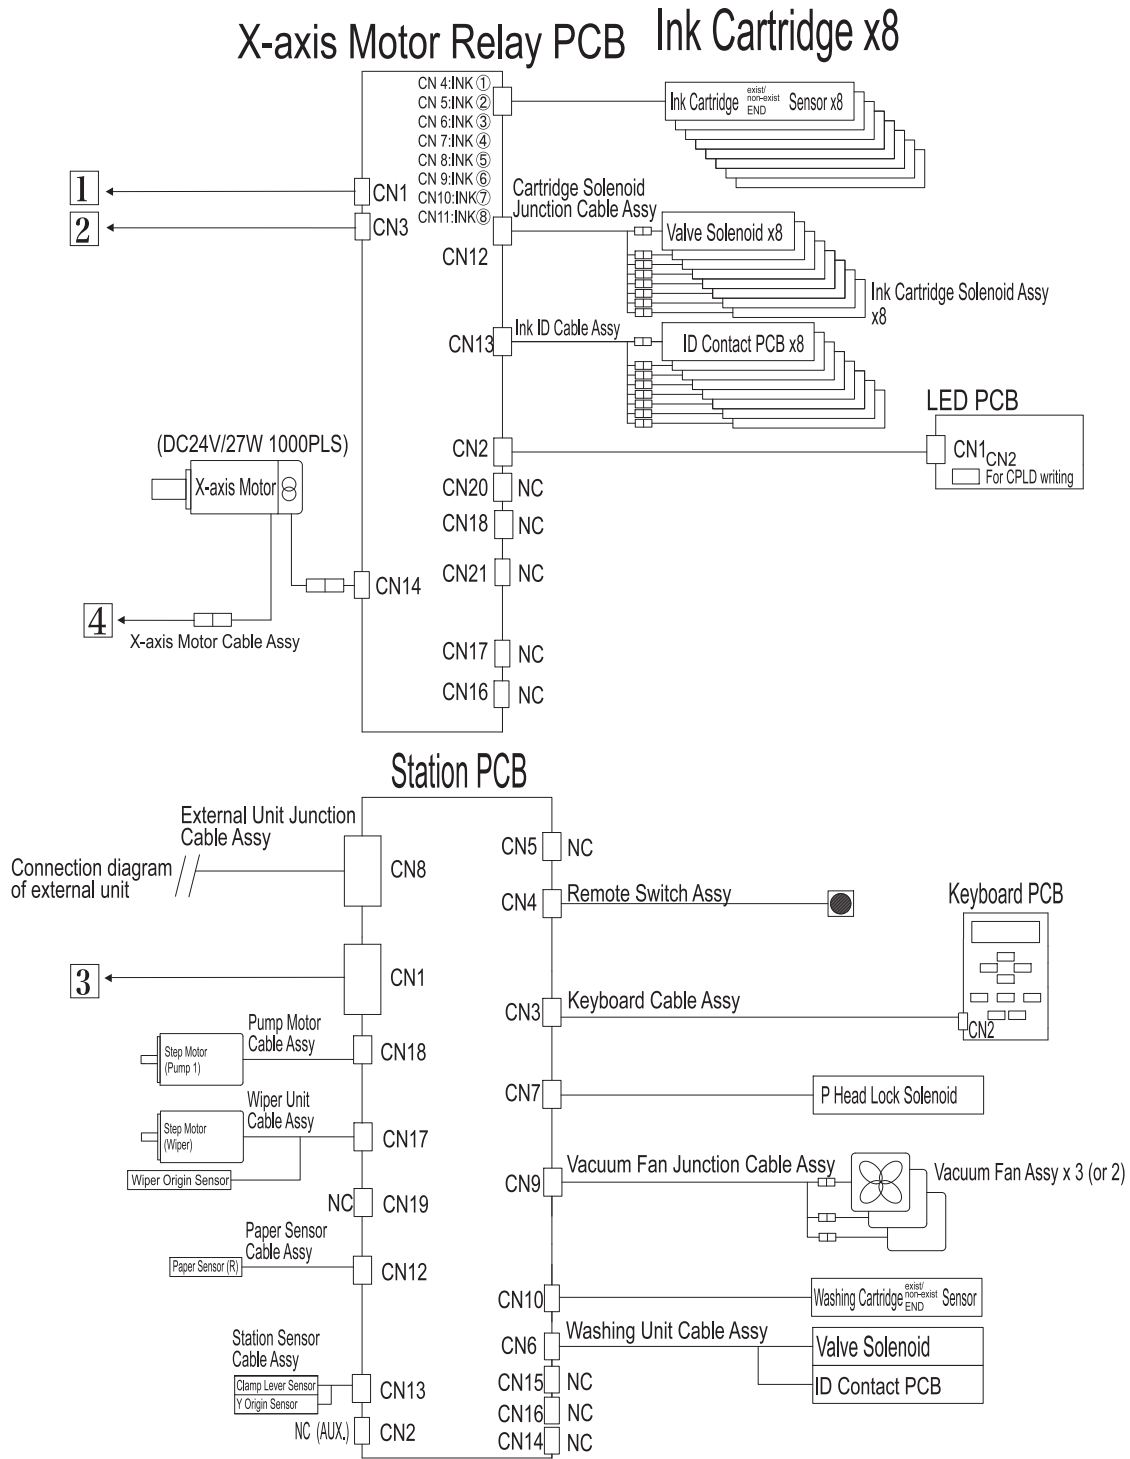 X-axis Motor Relay PCB
Ink Cartridge x8
CN 4:INK ①
CN 5:INK ②
CN 6:INK ③
CN 7:INK ④
CN 8:INK ⑤
CN 9:INK ⑥
CN10:INK⑦
CN11:INK⑧
Ink Cartridge exist/ non-exist END Sensor x8
1
CN1
2
CN3
Cartridge Solenoid
Junction Cable Assy
CN12
Valve Solenoid x8
Ink Cartridge Solenoid Assy
x8
CN13
Ink ID Cable Assy
ID Contact PCB x8
LED PCB
CN1
CN2
For CPLD writing
(DC24V/27W 1000PLS)
X-axis Motor
CN2
CN20 NC
CN18 NC
CN21 NC
CN14
4
X-axis Motor Cable Assy
CN17 NC
CN16 NC
Station PCB
External Unit Junction
Cable Assy
Connection diagram
of external unit
CN8
CN5 NC
CN4
Remote Switch Assy
Keyboard PCB
3
CN1
CN3
Keyboard Cable Assy
CN2
Pump Motor
Cable Assy
Step Motor
(Pump 1)
CN18
CN7
P Head Lock Solenoid
Wiper Unit
Cable Assy
Step Motor
(Wiper)
CN17
Wiper Origin Sensor
CN9
Vacuum Fan Junction Cable Assy
Vacuum Fan Assy x 3 (or 2)
NC CN19
Paper Sensor
Cable Assy
Paper Sensor (R)
CN12
CN10
Washing Cartridge exist/ non-exist END Sensor
CN6
Washing Unit Cable Assy
Valve Solenoid
ID Contact PCB
Station Sensor
Cable Assy
Clamp Lever Sensor
Y Origin Sensor
CN13
CN15 NC
CN16 NC
NC (AUX.) CN2
CN14 NC